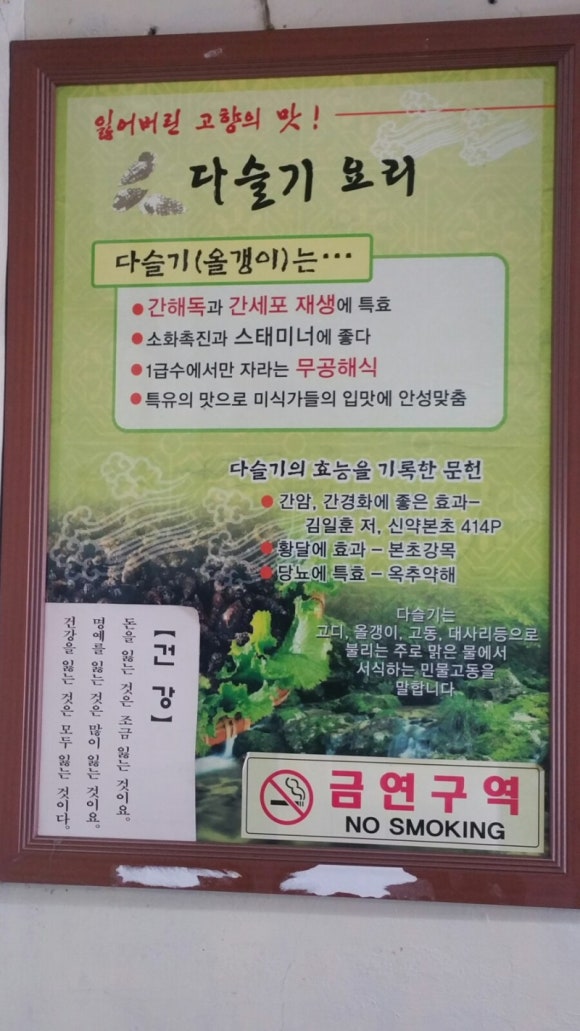 잃어버린 고향의 맛!
다슬기 요리
다슬기(올갱이)는…
●간해독과 간세포 재생에 특효
●소화촉진과 스태미너에 좋다
●1급수에서만 자라는 무공해식
●특유의 맛으로 미식가들의 입맛에 안성맞춤
다슬기의 효능을 기록한 문헌
●간암, 간경화에 좋은 효과-
김일훈 저, 신약본초 414P
●황달에 효과 - 본초강목
●당뇨에 특효 - 옥추약해
다슬기는
고디, 올갱이, 고동, 대사리등으로
불리는 주로 맑은 물에서
서식하는 민물고동을
말합니다
【건강】
돈을 잃는 것은 조금 잃는 것이요.
명예를 잃는 것은 많이 잃는 것이요.
건강을 잃는 것은 모두 잃는 것이다.
금연구역
NO SMOKING